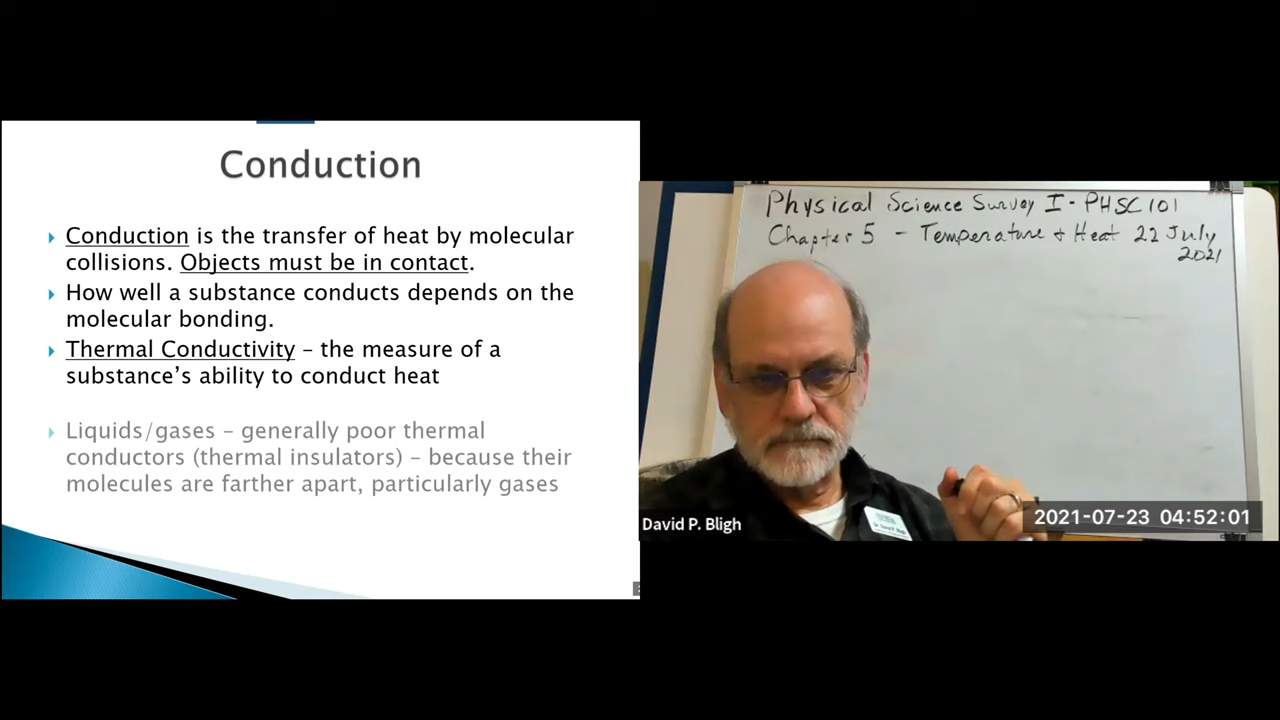 Conduction
Conduction is the transfer of heat by molecular
collisions. Objects must be in contact.
How well a substance conducts depends on the
molecular bonding.
Thermal Conductivity – the measure of a
substance’s ability to conduct heat
Liquids/gases – generally poor thermal
conductors (thermal insulators) – because their
molecules are farther apart, particularly gases
Physical Science Survey I - PHSC 101
Chapter 5 - Temperature + Heat 22 July
2021
David P. Bligh
2021-07-23 04:52:01